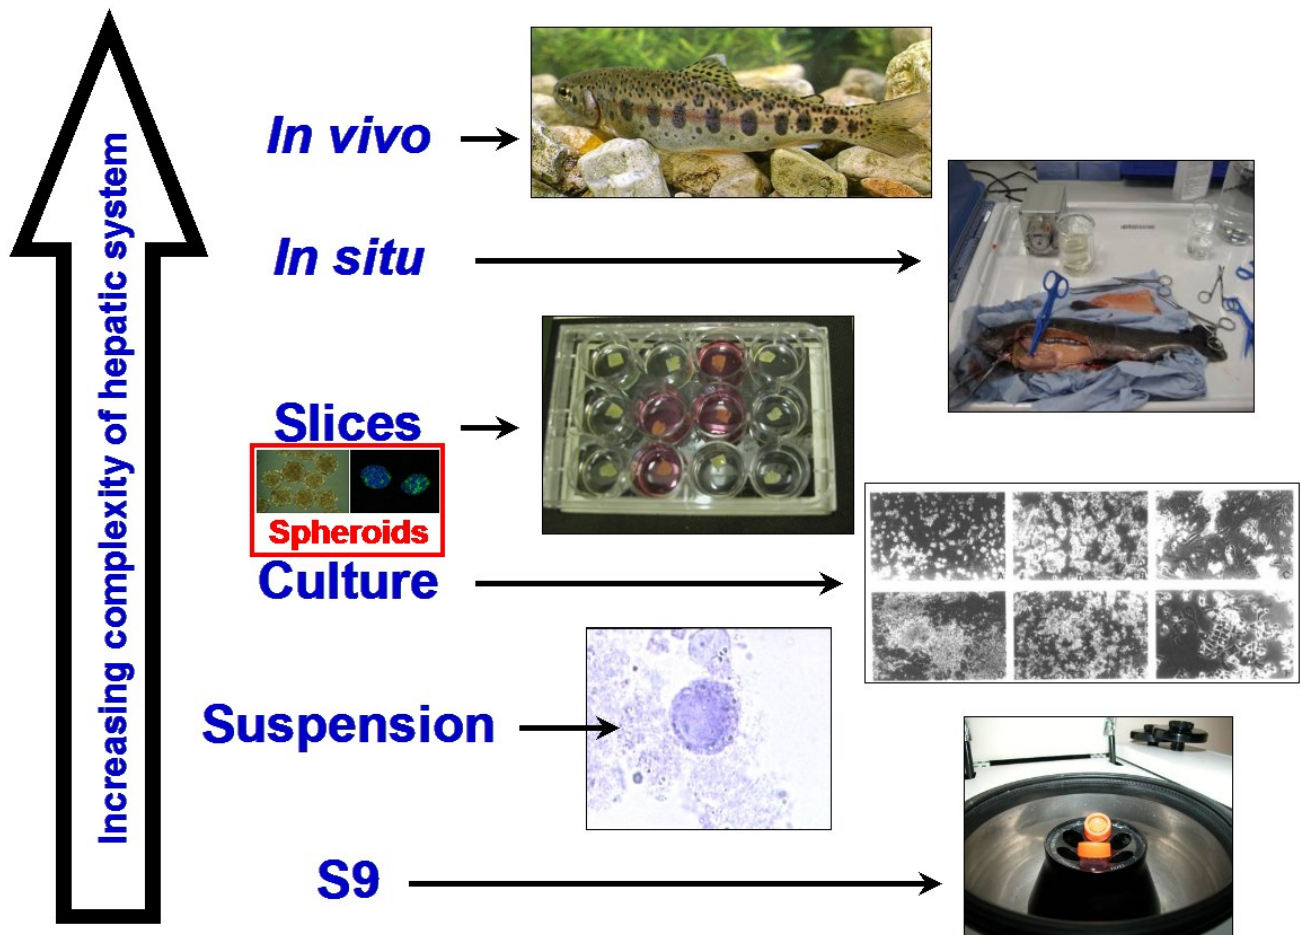 Increasing complexity of hepatic system
In vivo
In situ
Slices
Spheroids
Culture
Suspension
S9
A
B
C